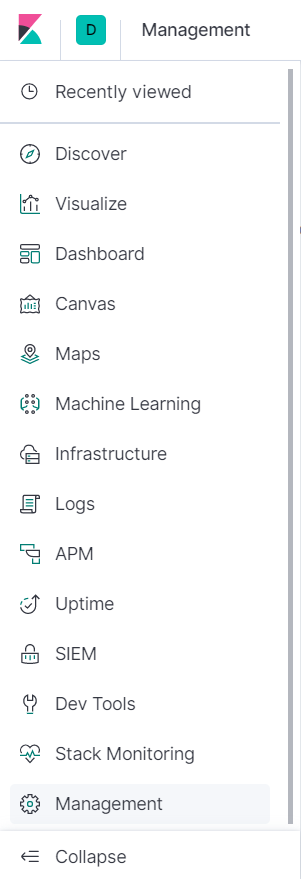 D Management
Recently viewed
Discover
Visualize
Dashboard
Canvas
Maps
Machine Learning
Infrastructure
Logs
APM
Uptime
SIEM
Dev Tools
Stack Monitoring
Management
Collapse